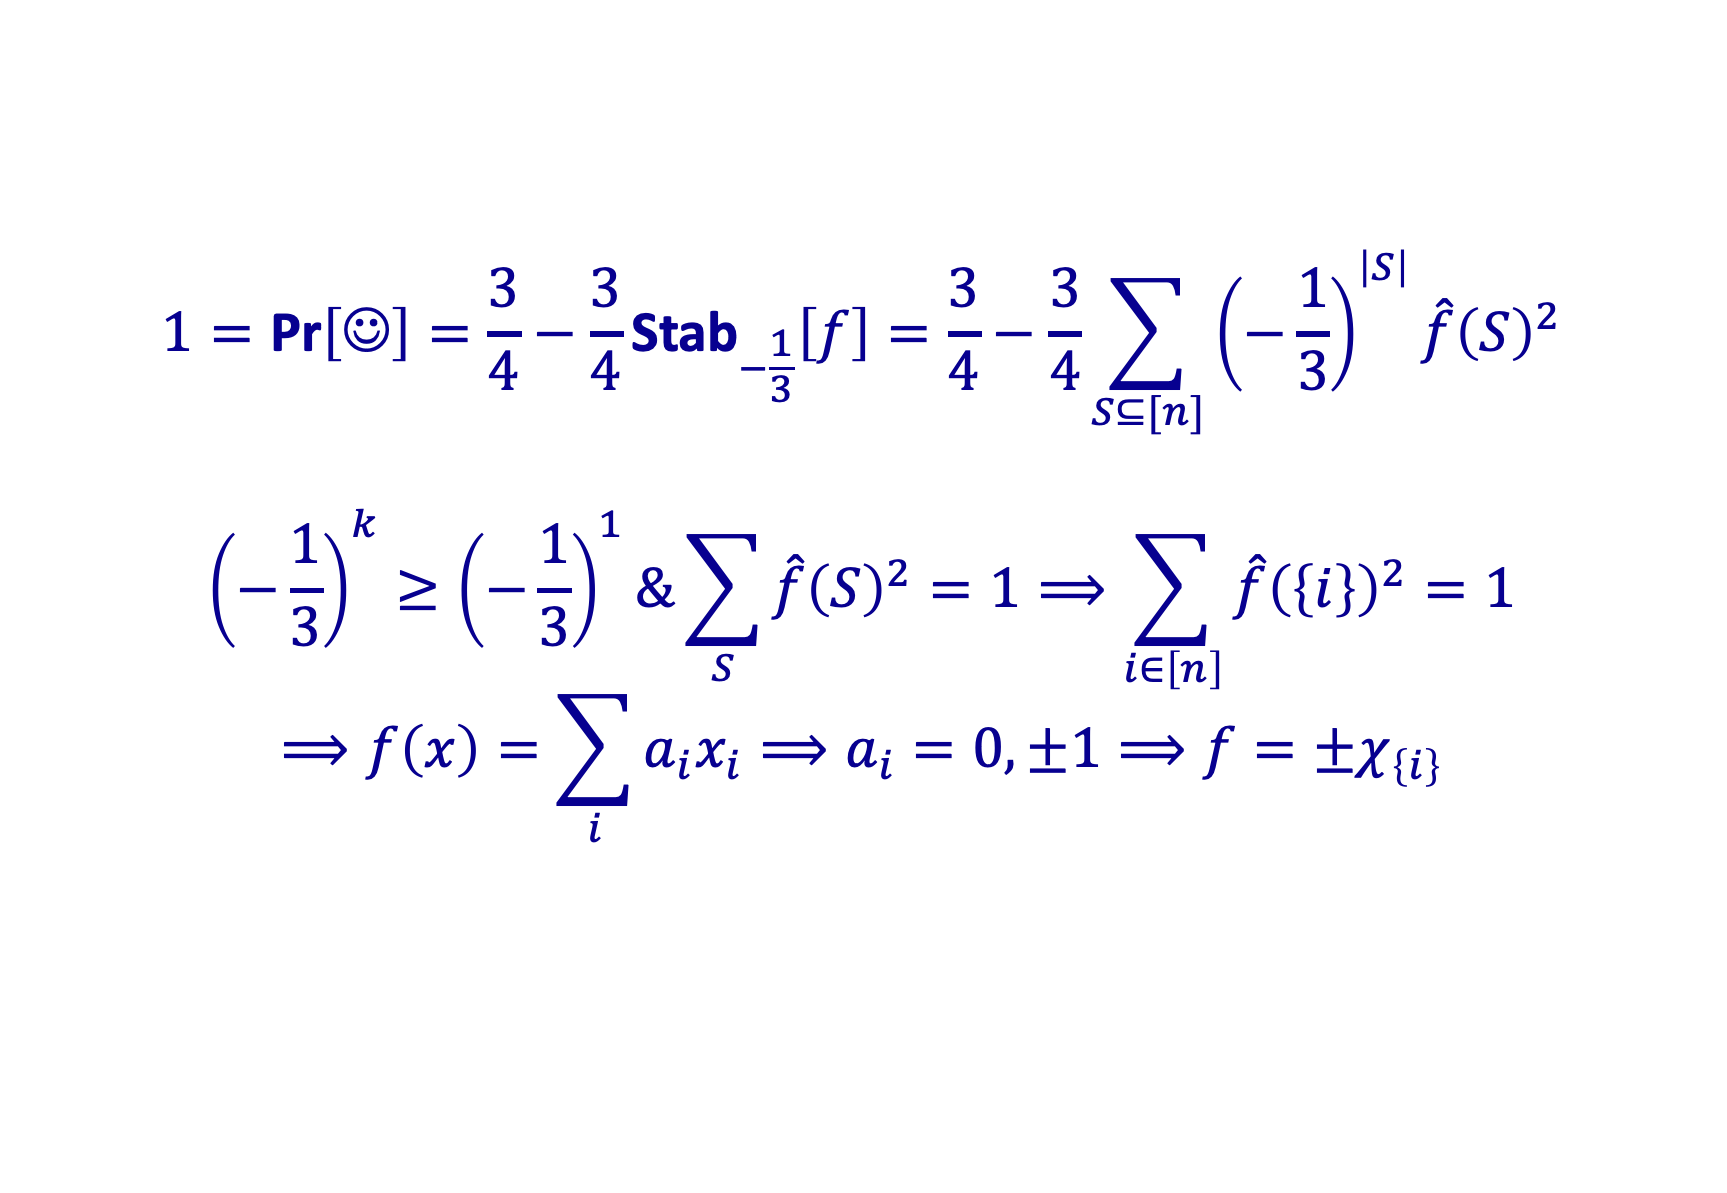 1 = Pr[☺] = 3/4 − 3/4 Stab_{−1/3}[f] = 3/4 − 3/4 ∑_{S⊆[n]} (−1/3)^{|S|} f̂(S)²
(−1/3)^k ≥ (−1/3)^1 & ∑_S f̂(S)² = 1 ⟹ ∑_{i∈[n]} f̂({i})² = 1
⟹ f(x) = ∑_i a_i x_i ⟹ a_i = 0, ±1 ⟹ f = ±χ_{{i}}